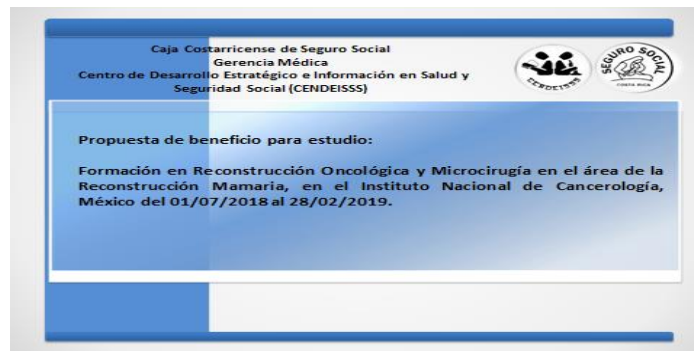 Caja Costarricense de Seguro Social
Gerencia Médica
Centro de Desarrollo Estratégico e Información en Salud y
Seguridad Social (CENDEISSS)
CENDEISSS
SEGURO SOCIAL
COSTA RICA
Propuesta de beneficio para estudio:
Formación en Reconstrucción Oncológica y Microcirugía en el área de la
Reconstrucción Mamaria, en el Instituto Nacional de Cancerología,
México del 01/07/2018 al 28/02/2019.